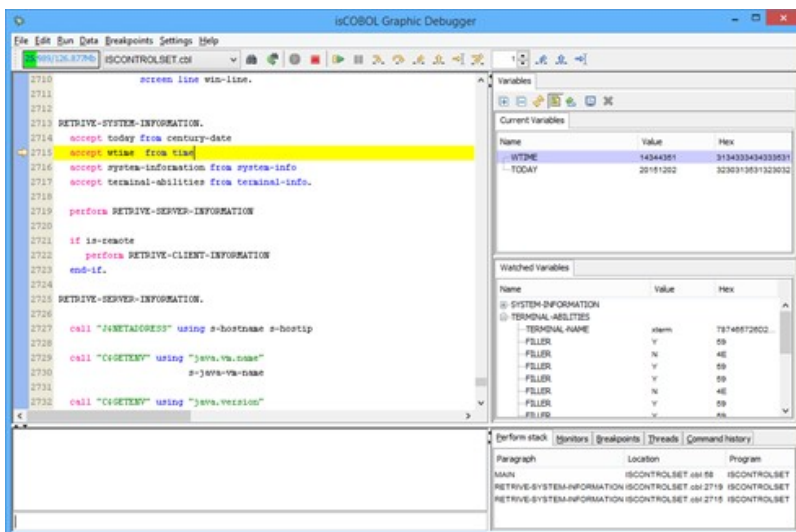 isCOBOL Graphic Debugger
File Edit Run Data Breakpoints Settings Help
ISCONTROLSET.cbl
1
2710 screen line win-line.
2711
2712
2713 RETRIVE-SYSTEM-INFORMATION.
2714 accept today from century-date
2715 accept wtime from time
2716 accept system-information from system-info
2717 accept terminal-abilities from terminal-info.
2718
2719 perform RETRIVE-SERVER-INFORMATION
2720
2721 if is-remote
2722 perform RETRIVE-CLIENT-INFORMATION
2723 end-if.
2724
2725 RETRIVE-SERVER-INFORMATION.
2726
2727 call "J$NETADDRESS" using s-hostname s-hostip
2728
2729 call "C$GETENV" using "java.vm.name"
2730 s-java-vm-name
2731
2732 call "C$GETENV" using "java.version"
Variables
Current Variables
Name Value Hex
WTIME 14344351 3134333434333531
TODAY 20151202 3230313531323032
Watched Variables
Name Value Hex
SYSTEM-INFORMATION
TERMINAL-ABILITIES
TERMINAL-NAME xterm
FILLER Y 59
FILLER N 4E
FILLER Y 59
FILLER Y 59
FILLER N 4E
FILLER Y 59
FILLER Y 59
Perform stack Monitors Breakpoints Threads Command history
Paragraph Location Program
MAIN ISCONTROLSET.cbl:58 ISCONTROLSET
RETRIVE-SYSTEM-INFORMATION ISCONTROLSET.cbl:2719 ISCONTROLSET
RETRIVE-SYSTEM-INFORMATION ISCONTROLSET.cbl:2715 ISCONTROLSET